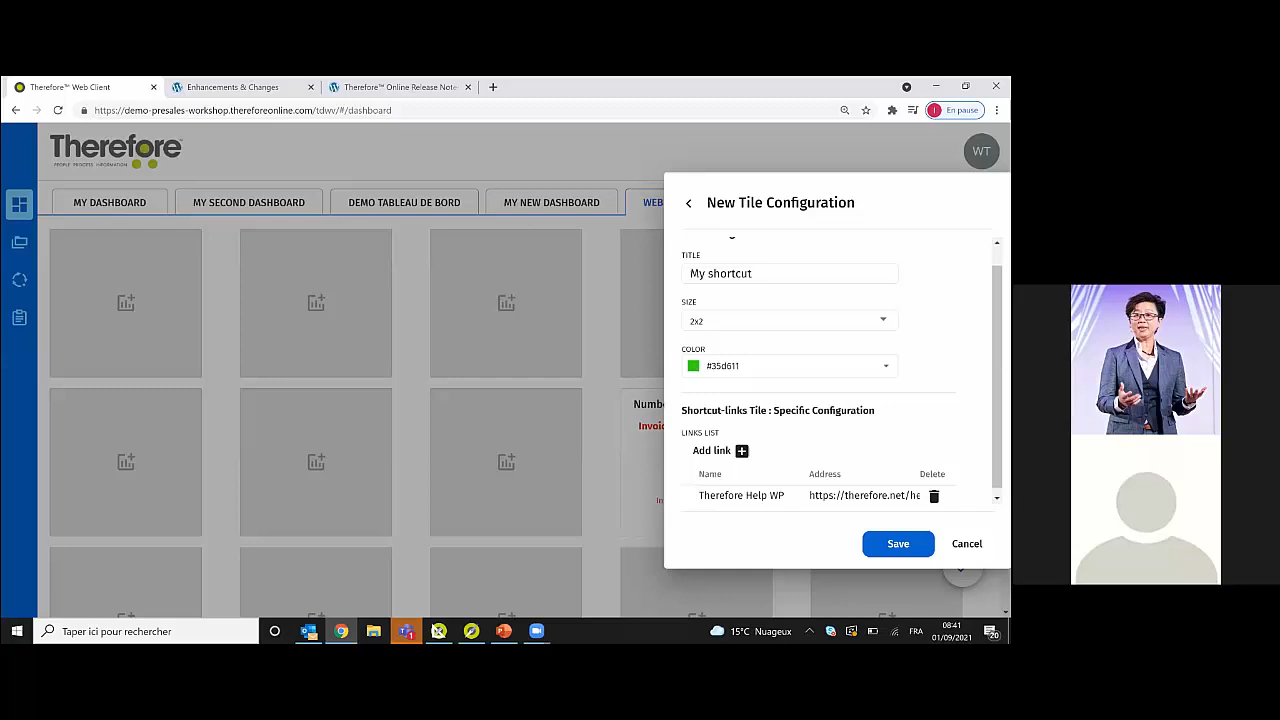 Therefore™ Web Client
Enhancements & Changes
Therefore™ Online Release Note
https://demo-presales-workshop.thereforeonline.com/tdwv/#/dashboard
En pause
Therefore™
PEOPLE PROCESS INFORMATION
WT
MY DASHBOARD
MY SECOND DASHBOARD
DEMO TABLEAU DE BORD
MY NEW DASHBOARD
WEB
New Tile Configuration
TITLE
My shortcut
SIZE
2x2
COLOR
#35d611
Shortcut-links Tile : Specific Configuration
LINKS LIST
Add link
Name Address Delete
Therefore Help WP https://therefore.net/he
Save Cancel
Numb
Invoi
In
Taper ici pour rechercher
15°C Nuageux
FRA
08:41
01/09/2021
20